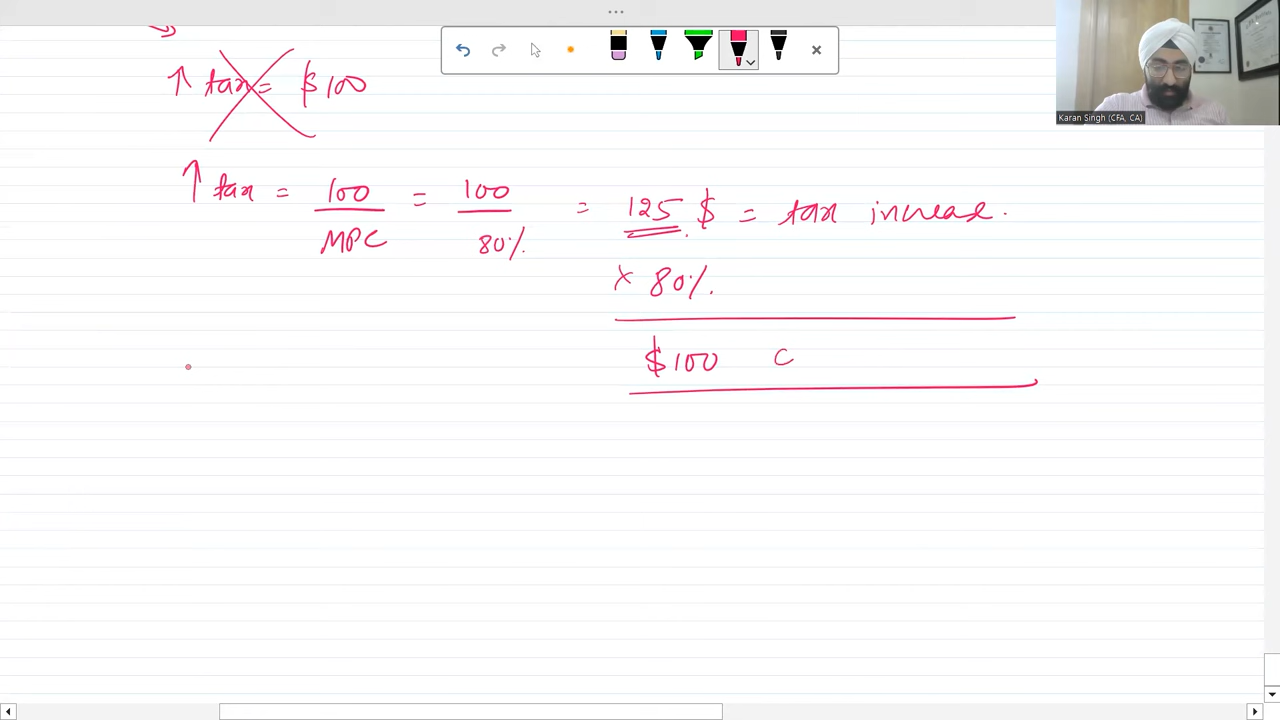 ↑ tax = $100
Karan Singh (CFA, CA)
↑ tax = 100 / MPC = 100 / 80% = 125 $ = tax increase.
x 80%
$100 C